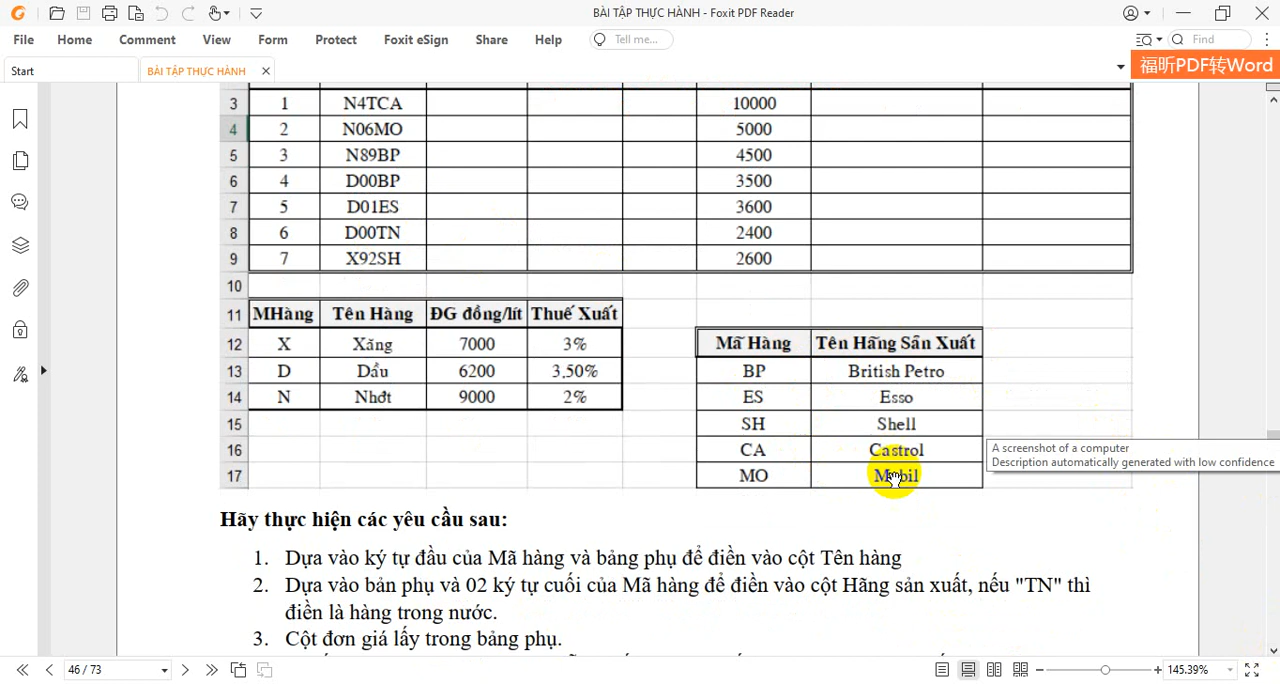 BÀI TẬP THỰC HÀNH - Foxit PDF Reader
File Home Comment View Form Protect Foxit eSign Share Help Tell me... Find
Start BÀI TẬP THỰC HÀNH 福昕PDF转Word
3 1 N4TCA 10000
4 2 N06MO 5000
5 3 N89BP 4500
6 4 D00BP 3500
7 5 D01ES 3600
8 6 D00TN 2400
9 7 X92SH 2600
10
11 MHàng Tên Hàng ĐG đồng/lít Thuế Xuất
12 X Xăng 7000 3% Mã Hàng Tên Hãng Sản Xuất
13 D Dầu 6200 3,50% BP British Petro
14 N Nhớt 9000 2% ES Esso
15 SH Shell
16 CA Castrol
17 MO Mobil
A screenshot of a computer
Description automatically generated with low confidence
Hãy thực hiện các yêu cầu sau:
1. Dựa vào ký tự đầu của Mã hàng và bảng phụ để điền vào cột Tên hàng
2. Dựa vào bản phụ và 02 ký tự cuối của Mã hàng để điền vào cột Hãng sản xuất, nếu "TN" thì
điền là hàng trong nước.
3. Cột đơn giá lấy trong bảng phụ.
46 / 73 145.39%